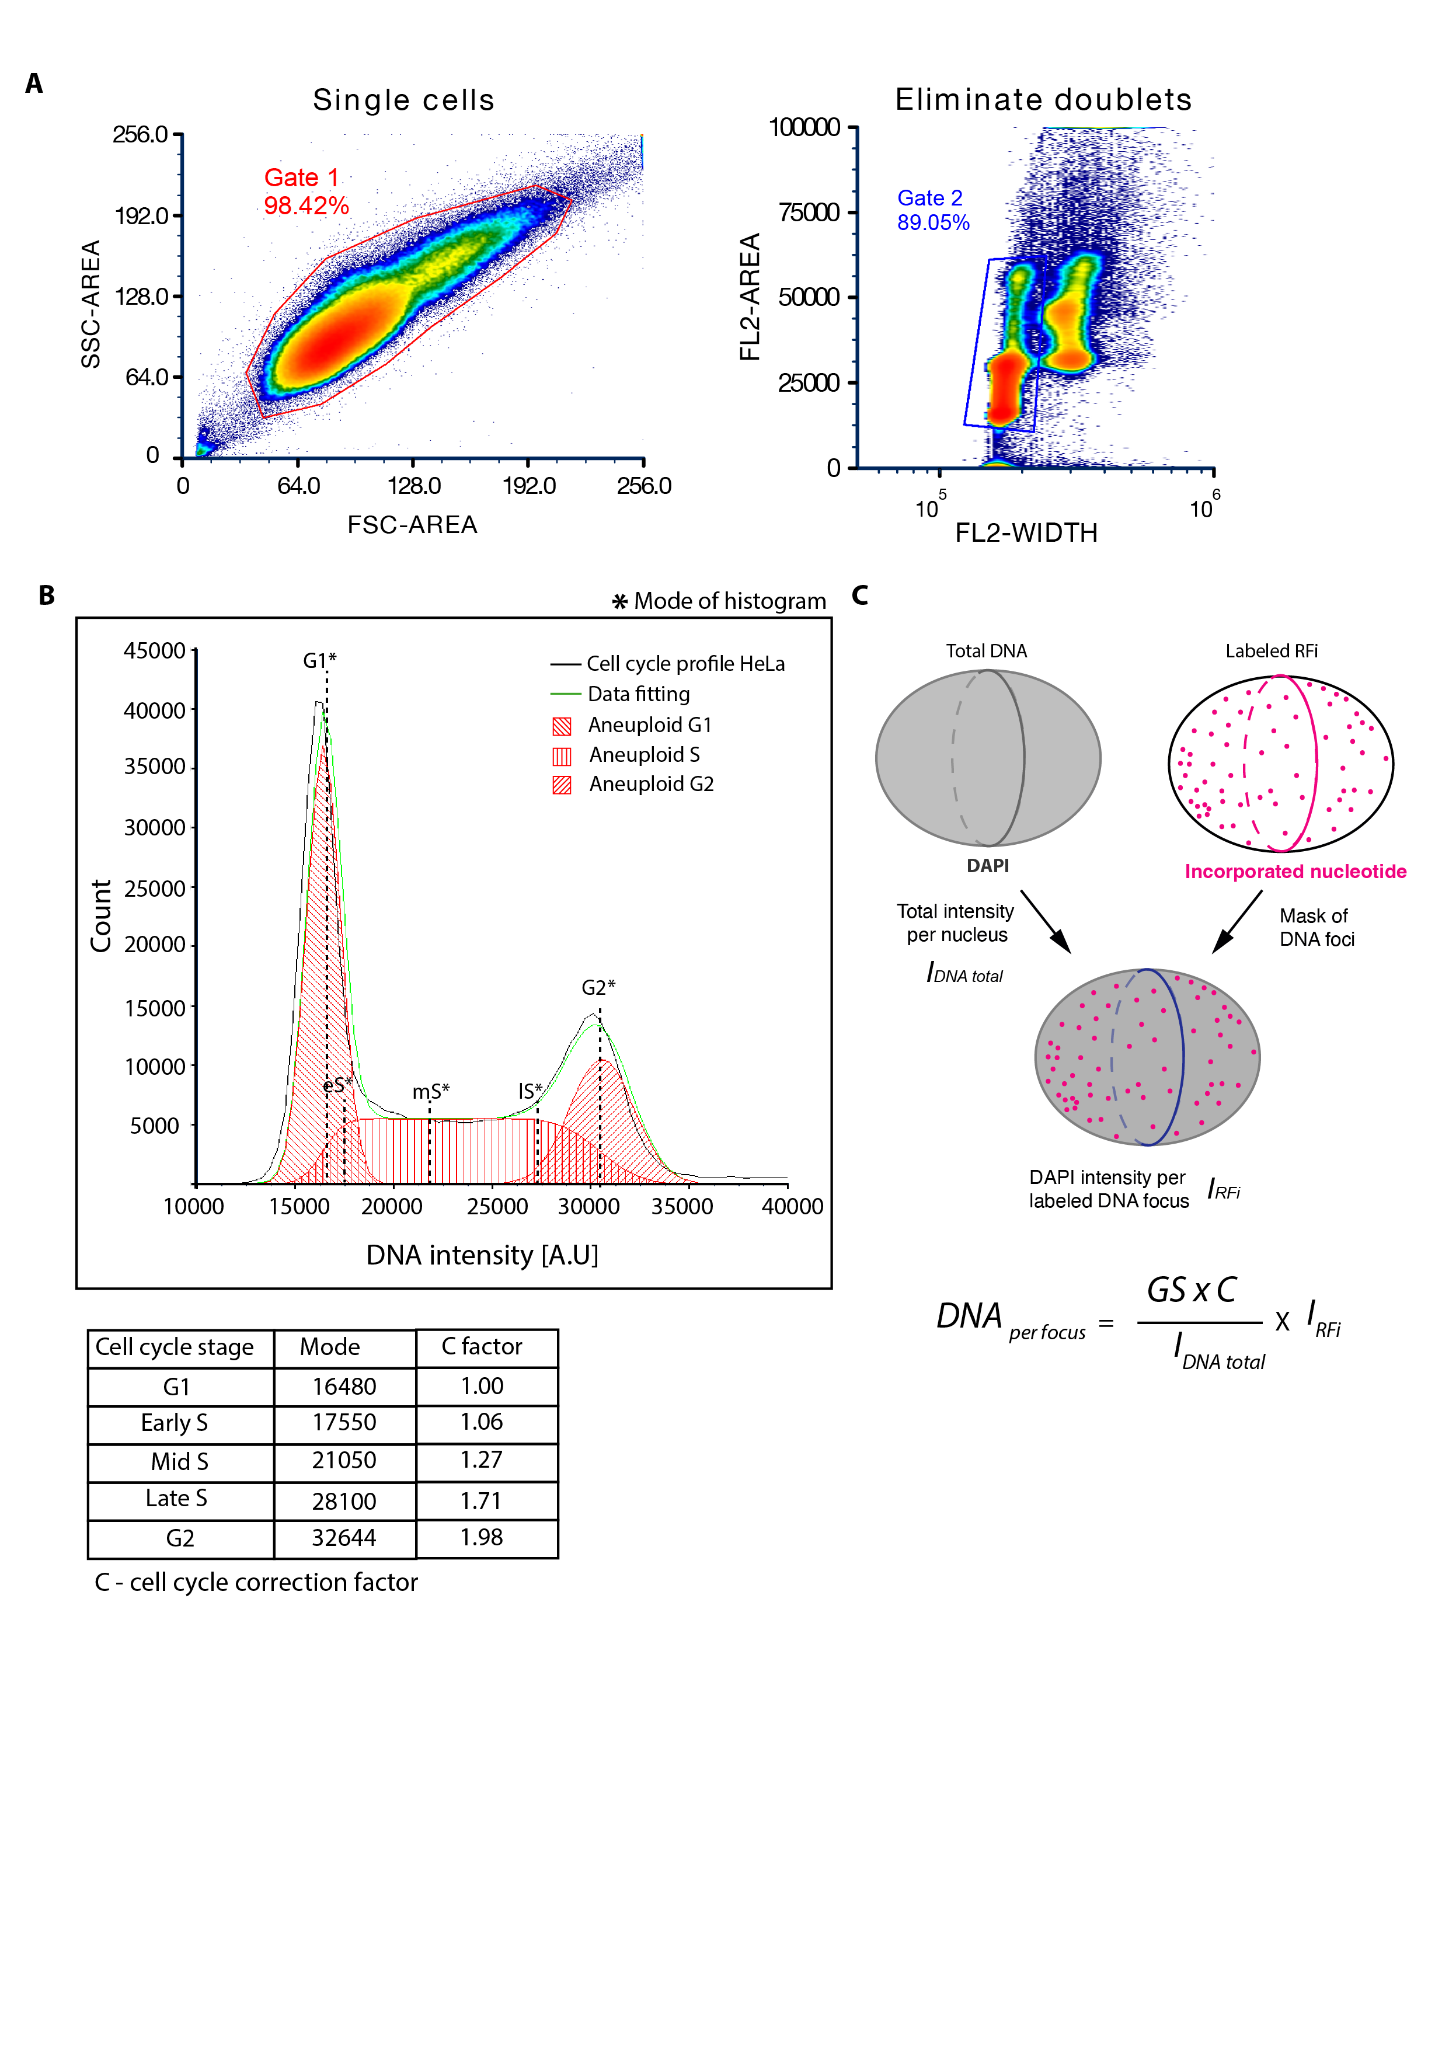 A
Single cells
Gate 1
98.42%
256.0
192.0
128.0
64.0
0
SSC-AREA
0 64.0 128.0 192.0 256.0
FSC-AREA
Eliminate doublets
Gate 2
89.05%
100000
75000
50000
25000
0
FL2-AREA
10^5 10^6
FL2-WIDTH
B
* Mode of histogram
45000
40000
35000
30000
25000
20000
15000
10000
5000
Count
G1*
eS*
mS*
lS*
G2*
Cell cycle profile HeLa
Data fitting
Aneuploid G1
Aneuploid S
Aneuploid G2
10000 15000 20000 25000 30000 35000 40000
DNA intensity [A.U]
Cell cycle stage Mode C factor
G1 16480 1.00
Early S 17550 1.06
Mid S 21050 1.27
Late S 28100 1.71
G2 32644 1.98
C - cell cycle correction factor
C
Total DNA
Labeled RFi
DAPI
Incorporated nucleotide
Total intensity
per nucleus
I DNA total
Mask of
DNA foci
DAPI intensity per
labeled DNA focus
I RFi
DNA per focus = GS x C / I DNA total X I RFi